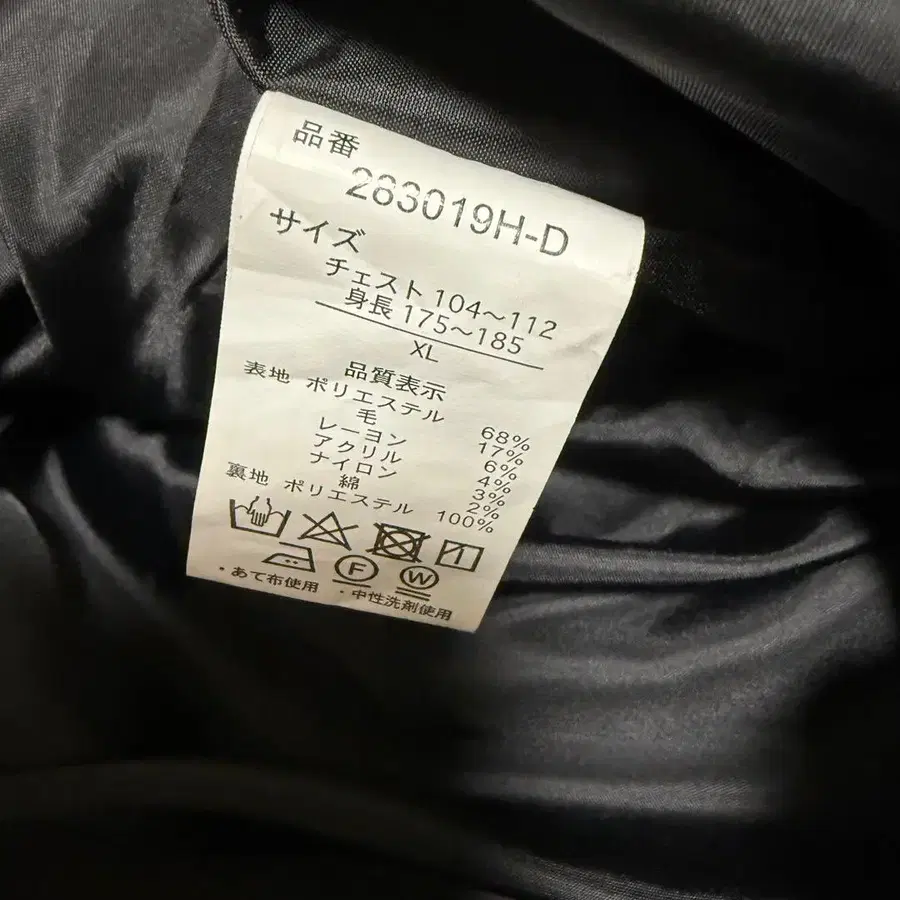 品番
283019H-D
サイズ
チェスト 104～112
身長 175～185
XL
品質表示
表地 ポリエステル 68%
毛 17%
レーヨン 6%
アクリル 4%
ナイロン 3%
綿 2%
裏地 ポリエステル 100%
F W
・あて布使用 ・中性洗剤使用